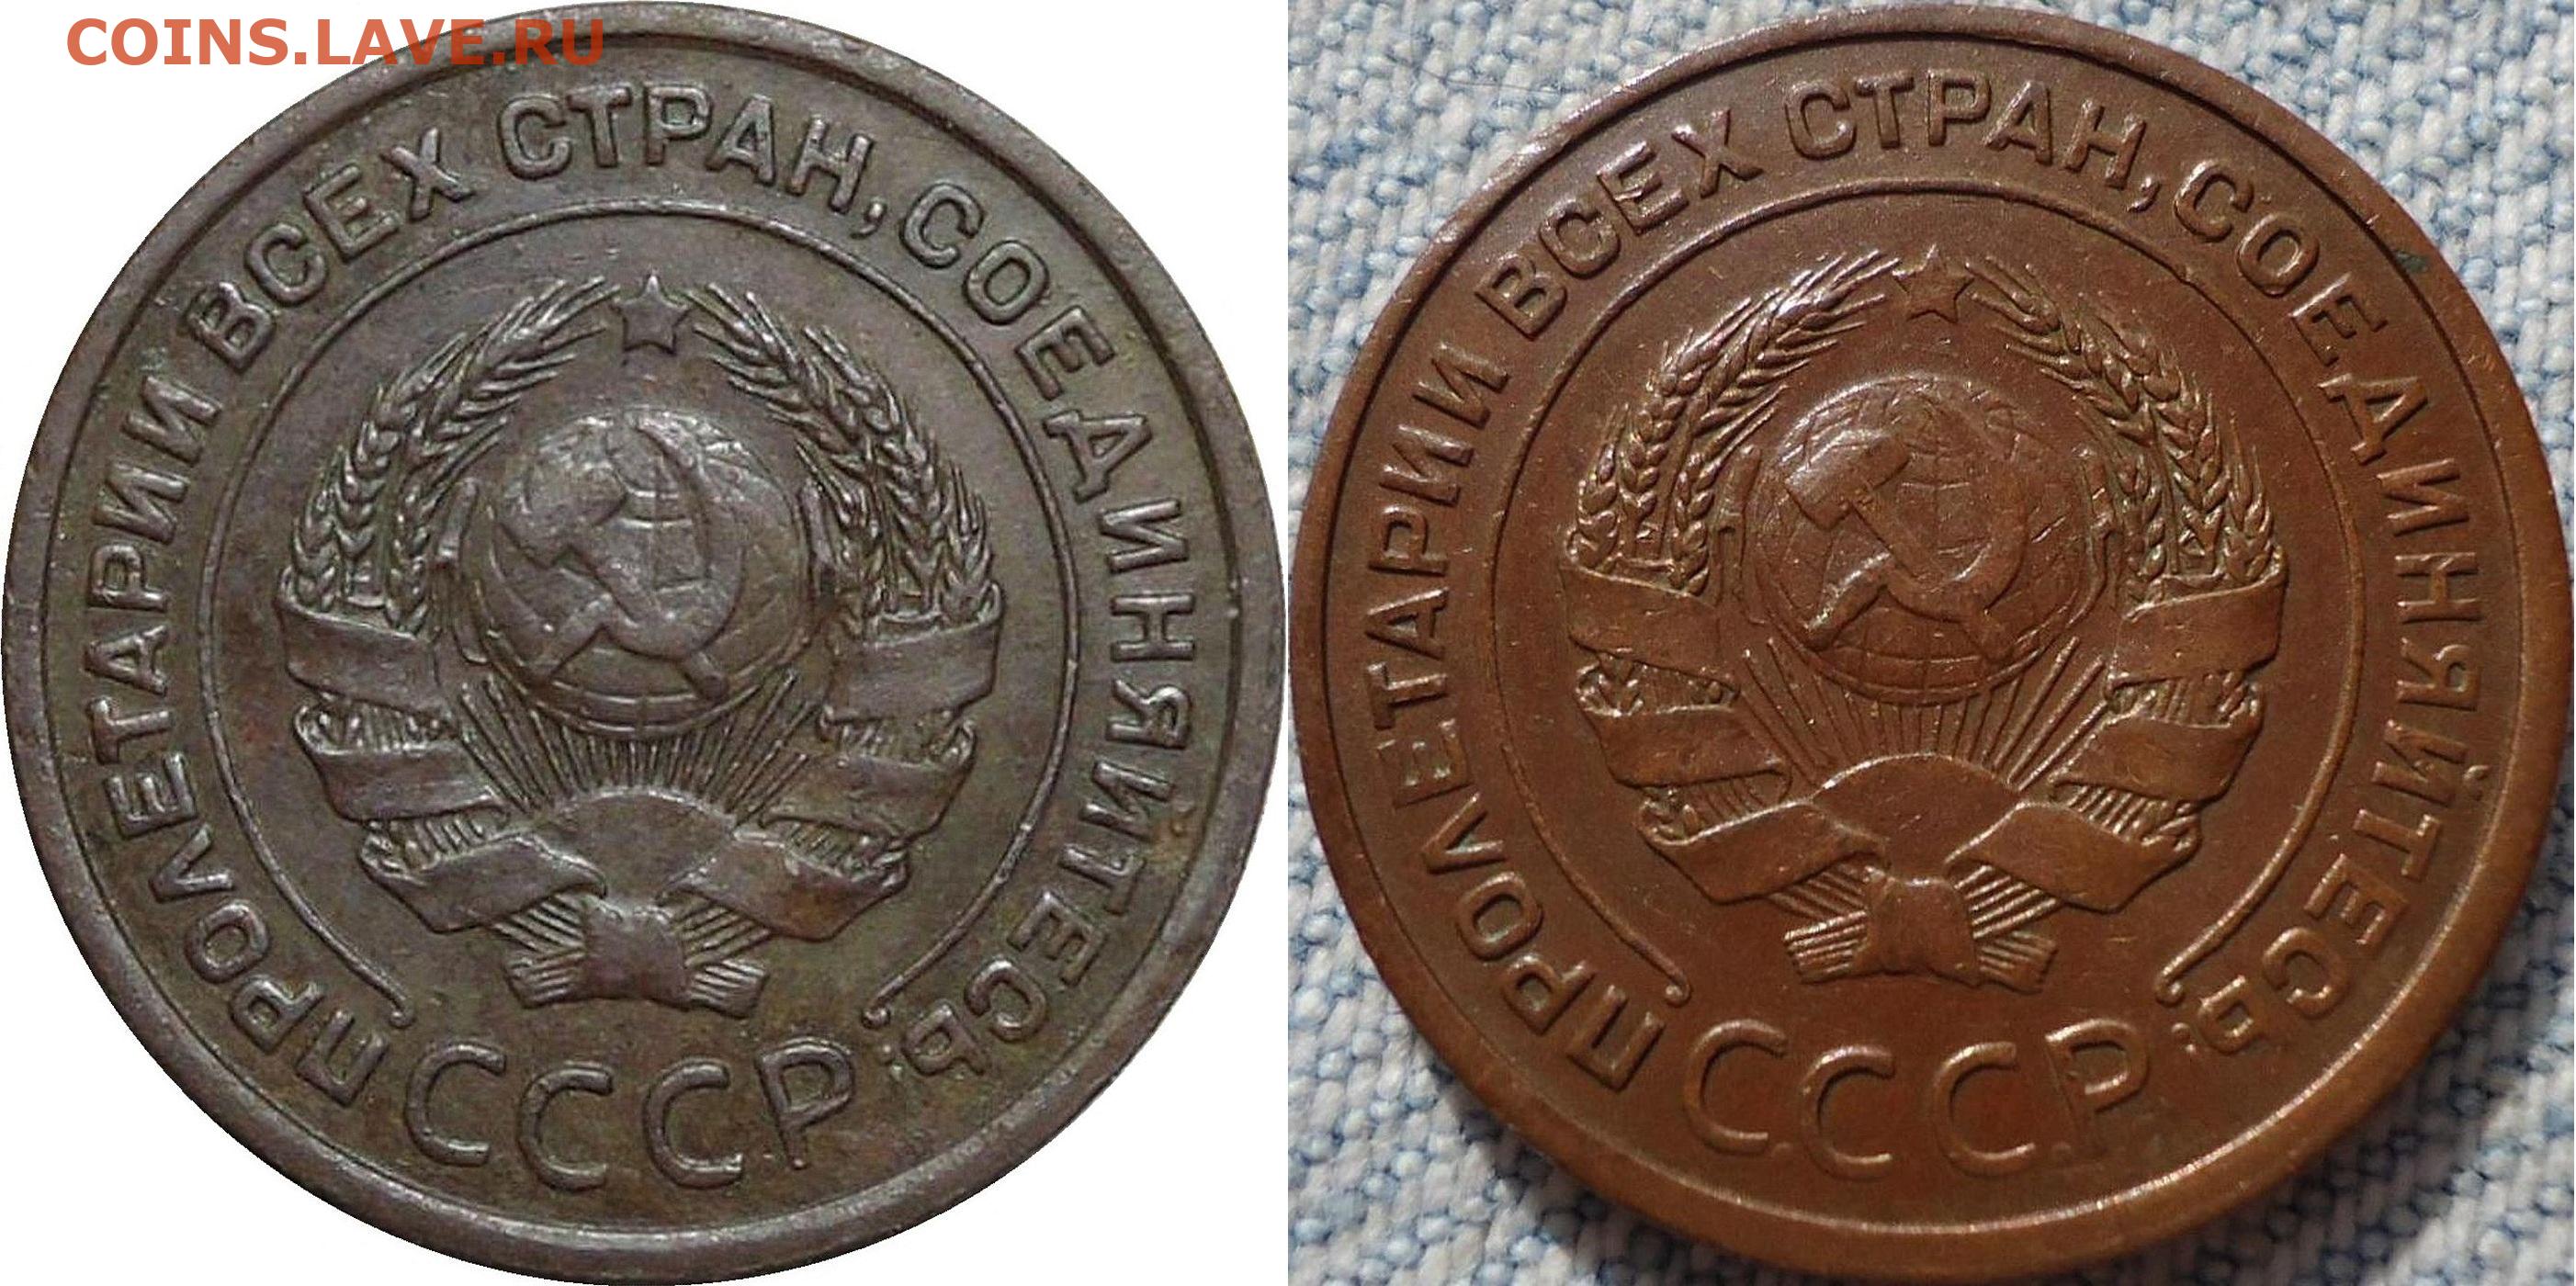 COINS.LAVE.RU
ПРОЛЕТАРИИ ВСЕХ СТРАН, СОЕДИНЯЙТЕСЬ!
СССР
ПРОЛЕТАРИИ ВСЕХ СТРАН, СОЕДИНЯЙТЕСЬ!
СССР